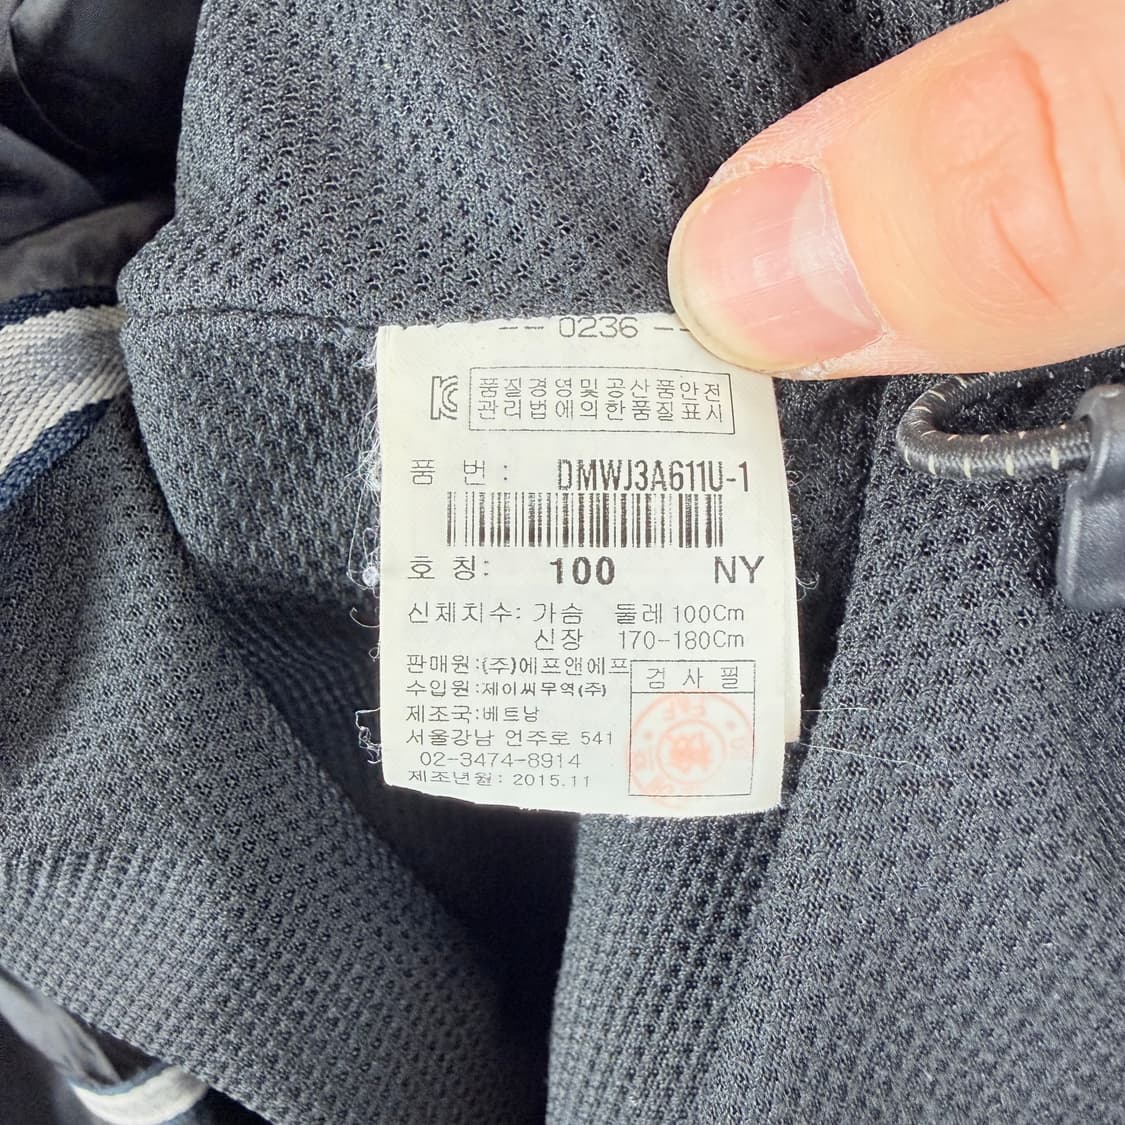 -- 0236 --
품질경영및공산품안전
관리법에의한품질표시
품 번: DMWJ3A611U-1
호칭: 100 NY
신체치수: 가슴 둘레 100Cm
신장 170-180Cm
판매원:(주)에프앤에프
수입원:제이씨무역(주)
검 사 필
제조국:베트남
서울강남 언주로 541
02-3474-8914
제조년월: 2015.11
F&F